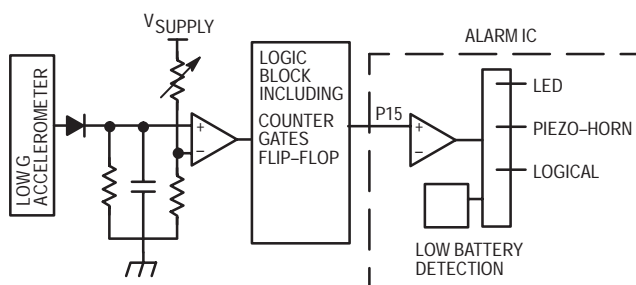 VSUPPLY
LOW G
ACCELEROMETER
+
−
LOGIC
BLOCK
INCLUDING
COUNTER
GATES
FLIP–FLOP
ALARM IC
P15
+
−
LED
PIEZO–HORN
LOGICAL
LOW BATTERY
DETECTION